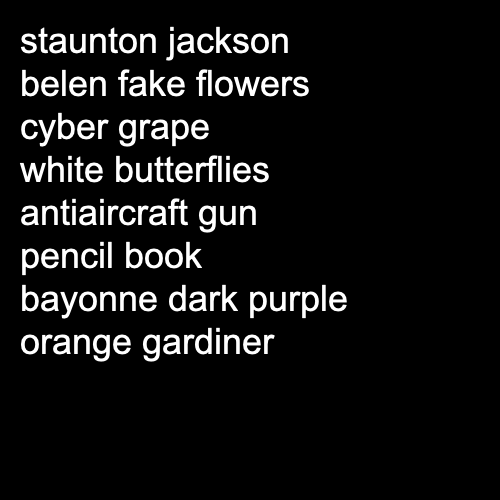 staunton jackson
belen fake flowers
cyber grape
white butterflies
antiaircraft gun
pencil book
bayonne dark purple
orange gardiner